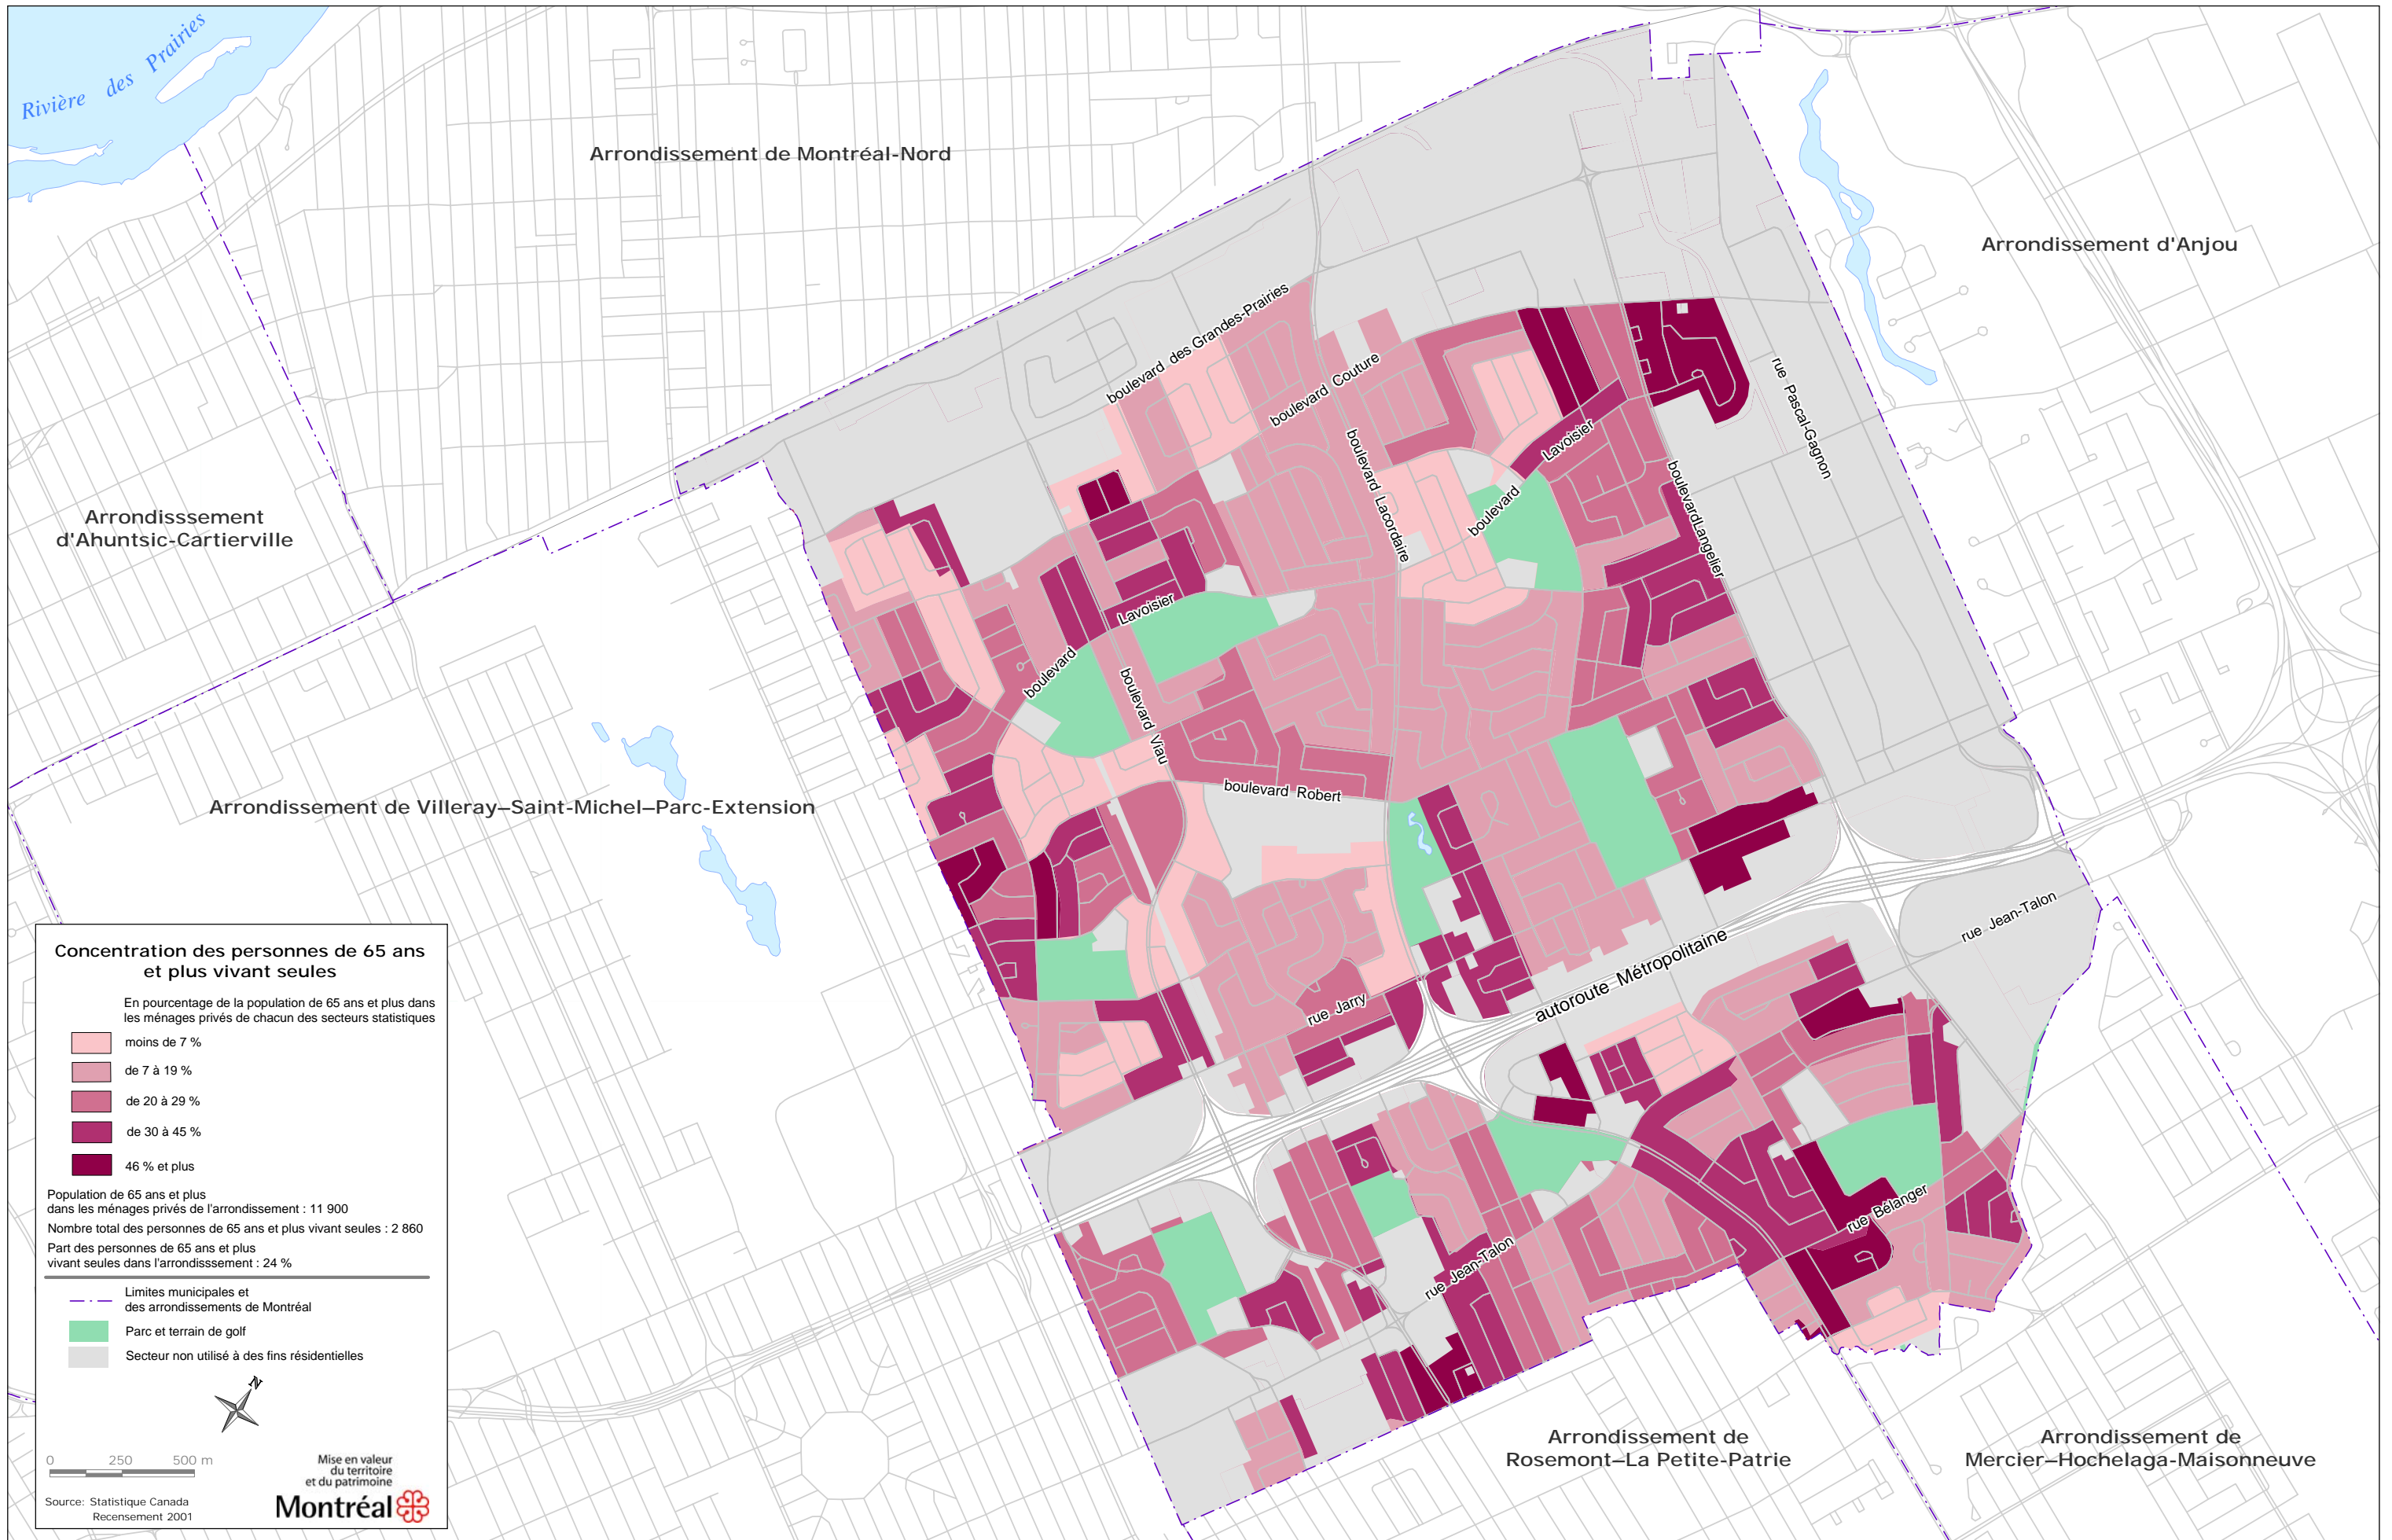 Rivière des Prairies
Arrondissement de Montréal-Nord
Arrondissement d'Anjou
boulevard des Grandes-Prairies
boulevard Couture
rue Pascal-Gagnon
boulevard Lacordaire
Lavoisier
boulevard
boulevardLangelier
Arrondisssement
d'Ahuntsic-Cartierville
Lavoisier
boulevard
boulevard Viau
boulevard Robert
Arrondissement de Villeray–Saint-Michel–Parc-Extension
rue Jean-Talon
autoroute Métropolitaine
rue Jarry
rue Bélanger
rue Jean-Talon
Arrondissement de
Rosemont–La Petite-Patrie
Arrondissement de
Mercier–Hochelaga-Maisonneuve
Concentration des personnes de 65 ans
et plus vivant seules
En pourcentage de la population de 65 ans et plus dans
les ménages privés de chacun des secteurs statistiques
moins de 7 %
de 7 à 19 %
de 20 à 29 %
de 30 à 45 %
46 % et plus
Population de 65 ans et plus
dans les ménages privés de l'arrondissement : 11 900
Nombre total des personnes de 65 ans et plus vivant seules : 2 860
Part des personnes de 65 ans et plus
vivant seules dans l'arrondisssement : 24 %
Limites municipales et
des arrondissements de Montréal
Parc et terrain de golf
Secteur non utilisé à des fins résidentielles
N
0 250 500 m
Mise en valeur
du territoire
et du patrimoine
Montréal
Source: Statistique Canada
Recensement 2001